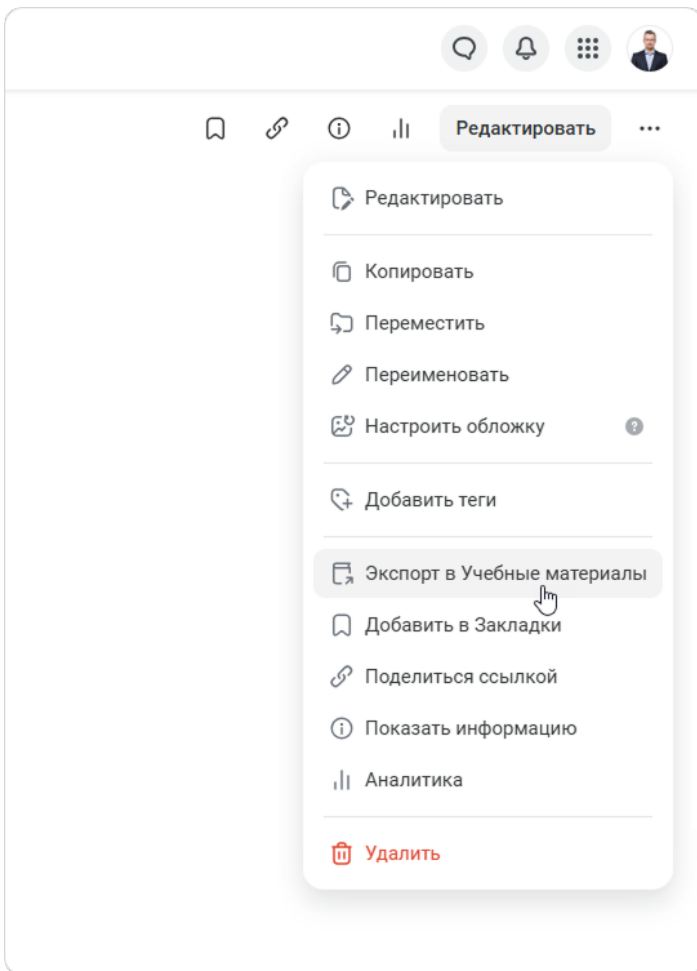 Редактировать
Редактировать
Копировать
Переместить
Переименовать
Настроить обложку ?
Добавить теги
Экспорт в Учебные материалы
Добавить в Закладки
Поделиться ссылкой
Показать информацию
Аналитика
Удалить